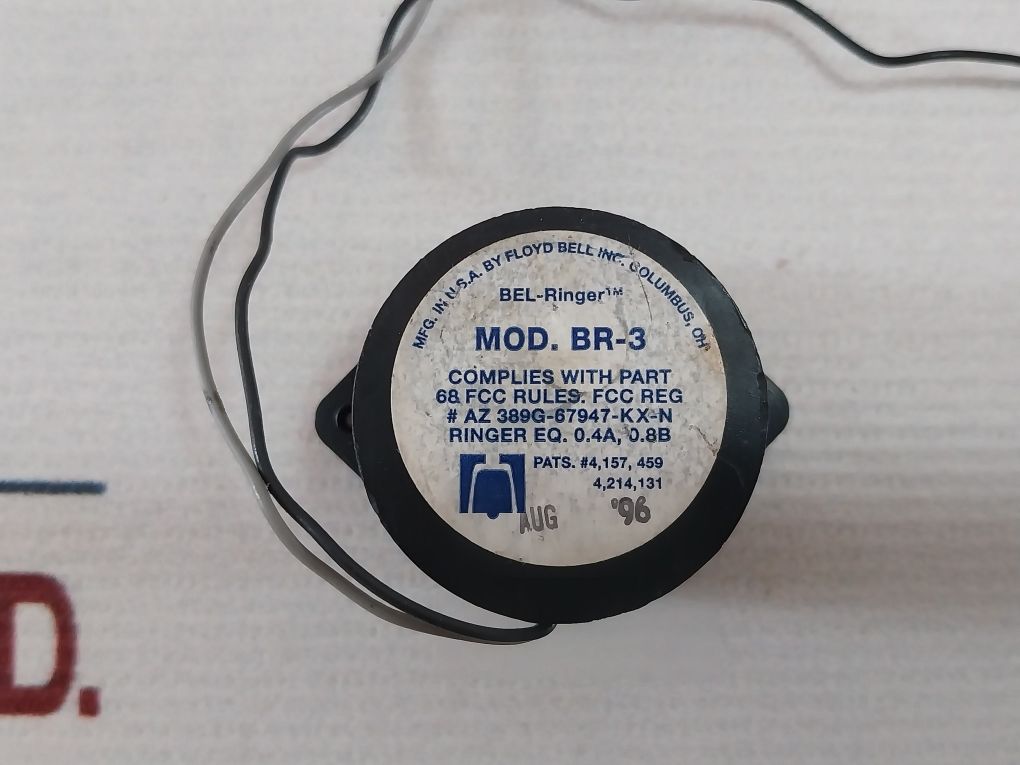 MFG. IN U.S.A. BY FLOYD BELL INC. COLUMBUS, OH
BEL-Ringer™
MOD. BR-3
COMPLIES WITH PART
68 FCC RULES. FCC REG
# AZ 389G-67947-KX-N
RINGER EQ. 0.4A, 0.8B
PATS. #4,157, 459
4,214,131
AUG '96
D.